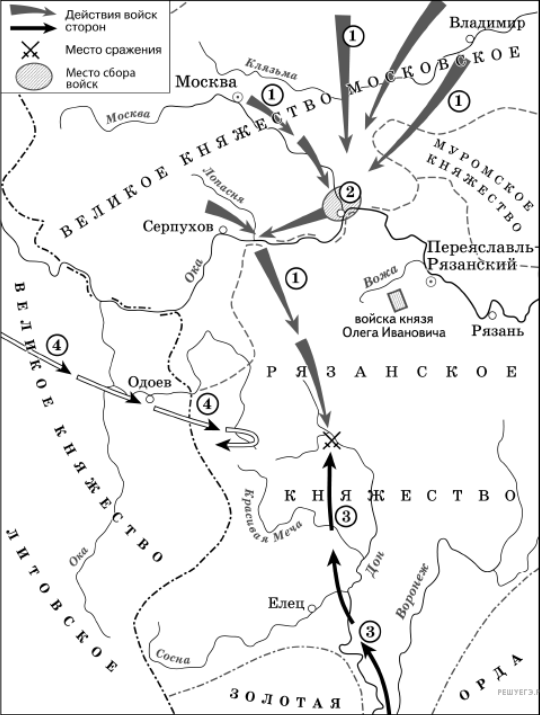 Действия войск
сторон
Место сражения
Место сбора
войск
Владимир
Клязьма
Москва
Москва
ВЕЛИКОЕ КНЯЖЕСТВО МОСКОВСКОЕ
1
1
1
МУРОМСКОЕ
КНЯЖЕСТВО
Лопасня
2
Серпухов
Ока
1
Переяславль-
Рязанский
Вожа
войска князя
Олега Ивановича
Рязань
ВЕЛИКОЕ КНЯЖЕСТВО
ЛИТОВСКОЕ
4
Одоев
4
РЯЗАНСКОЕ
КНЯЖЕСТВО
Красивая Меча
3
Дон
Воронеж
Ока
Елец
3
Сосна
ЗОЛОТАЯ
ОРДА
РЕШУЕГЭ.